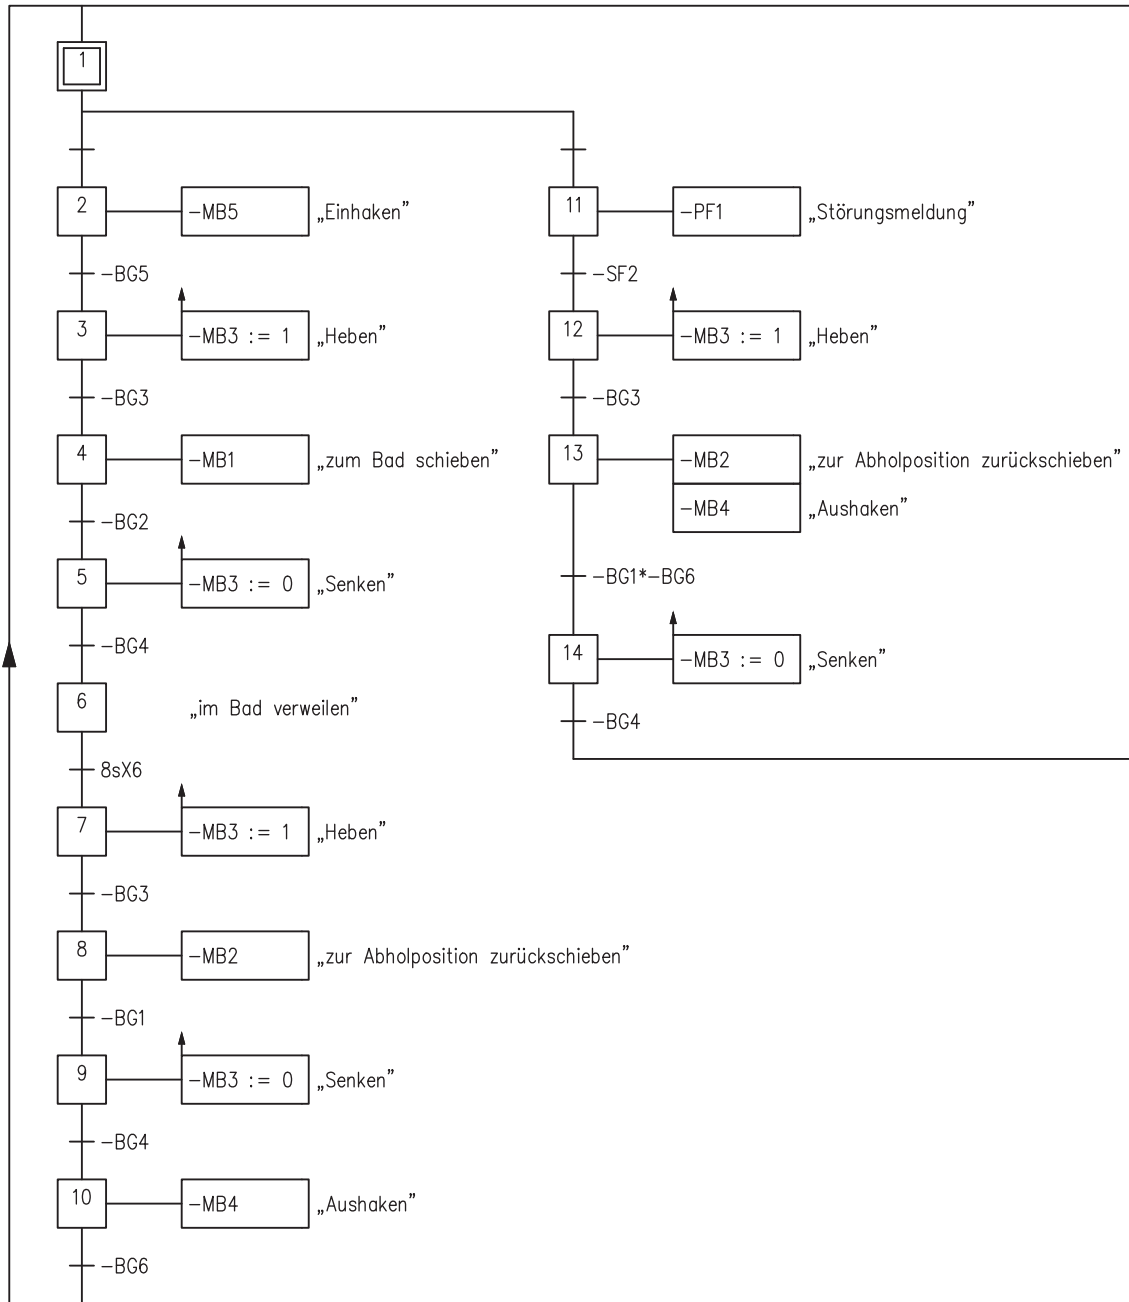 1
2
-MB5
„Einhaken”
-BG5
3
-MB3 := 1
„Heben”
-BG3
4
-MB1
„zum Bad schieben”
-BG2
5
-MB3 := 0
„Senken”
-BG4
6
„im Bad verweilen”
8sX6
7
-MB3 := 1
„Heben”
-BG3
8
-MB2
„zur Abholposition zurückschieben”
-BG1
9
-MB3 := 0
„Senken”
-BG4
10
-MB4
„Aushaken”
-BG6
11
-PF1
„Störungsmeldung”
-SF2
12
-MB3 := 1
„Heben”
-BG3
13
-MB2
„zur Abholposition zurückschieben”
-MB4
„Aushaken”
-BG1*-BG6
14
-MB3 := 0
„Senken”
-BG4